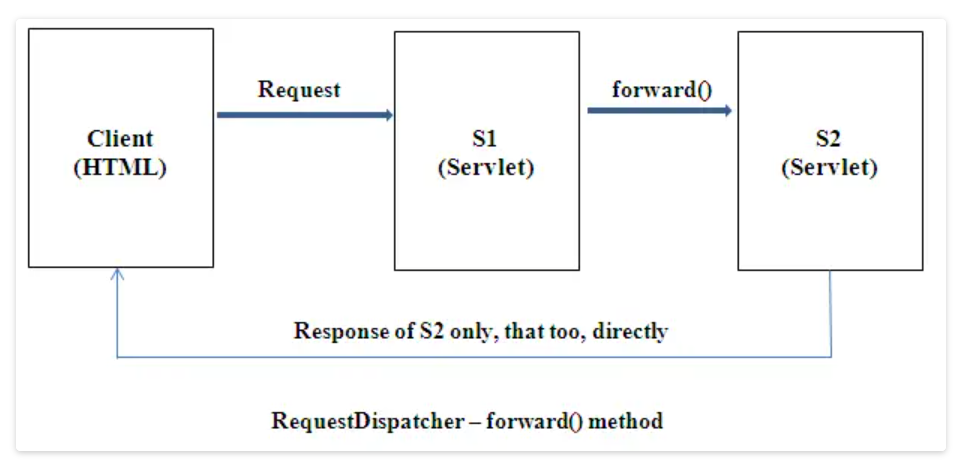 Client
(HTML)
Request
S1
(Servlet)
forward()
S2
(Servlet)
Response of S2 only, that too, directly
RequestDispatcher – forward() method